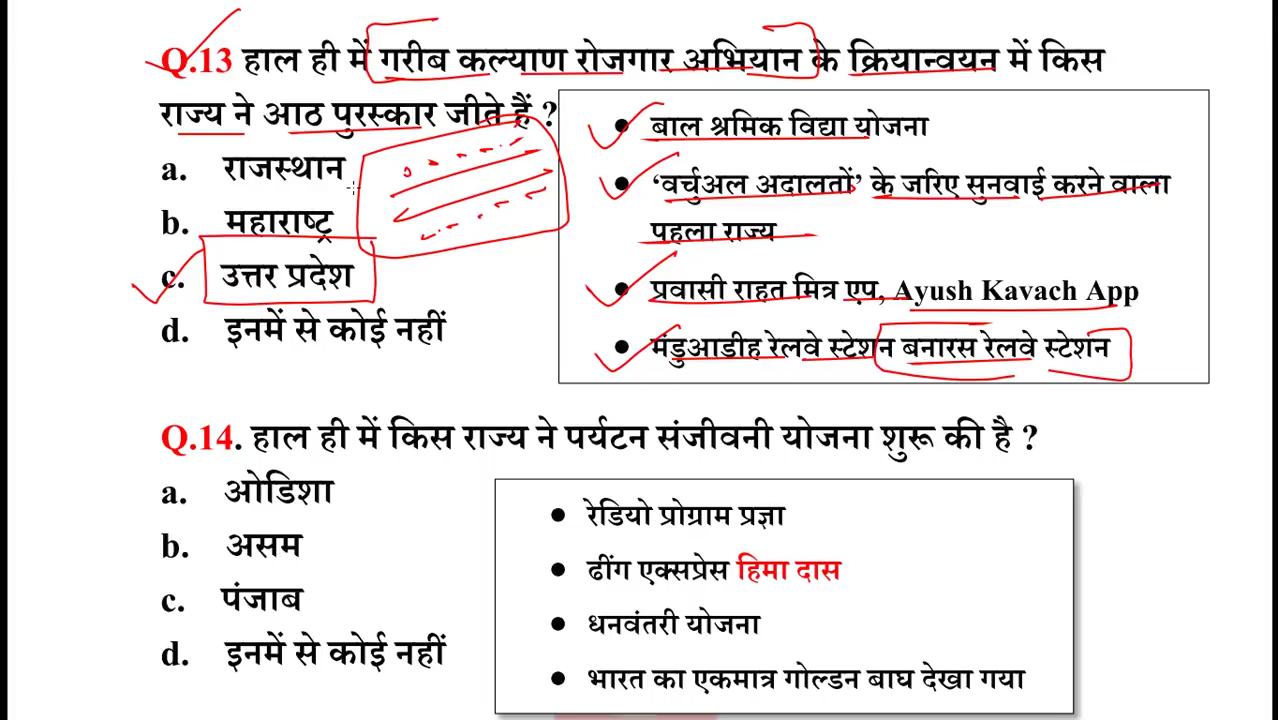 Q.13 हाल ही में गरीब कल्याण रोजगार अभियान के क्रियान्वयन में किस
राज्य ने आठ पुरस्कार जीते हैं ?
a. राजस्थान
b. महाराष्ट्र
c. उत्तर प्रदेश
d. इनमें से कोई नहीं
• बाल श्रमिक विद्या योजना
• ‘वर्चुअल अदालतों’ के जरिए सुनवाई करने वाला
पहला राज्य
• प्रवासी राहत मित्र एप, Ayush Kavach App
• मंडुआडीह रेलवे स्टेशन बनारस रेलवे स्टेशन
Q.14. हाल ही में किस राज्य ने पर्यटन संजीवनी योजना शुरू की है ?
a. ओडिशा
b. असम
c. पंजाब
d. इनमें से कोई नहीं
• रेडियो प्रोग्राम प्रज्ञा
• ढींग एक्सप्रेस हिमा दास
• धनवंतरी योजना
• भारत का एकमात्र गोल्डन बाघ देखा गया